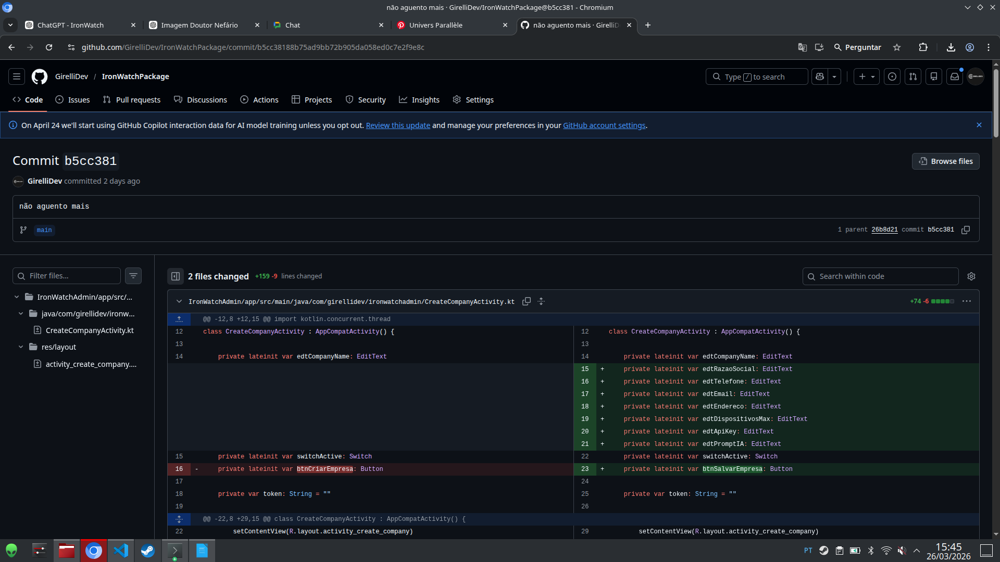 não aguento mais · GirelliDev/IronWatchPackage@b5cc381 - Chromium
ChatGPT - IronWatch
Imagem Doutor Nefário
Chat
Univers Parallèle
não aguento mais · GirelliD
github.com/GirelliDev/IronWatchPackage/commit/b5cc38188b75ad9bb72b905da058ed0c7e2f9e8c
Perguntar
GirelliDev / IronWatchPackage
Type / to search
Code
Issues
Pull requests
Discussions
Actions
Projects
Security
Insights
Settings
On April 24 we'll start using GitHub Copilot interaction data for AI model training unless you opt out. Review this update and manage your preferences in your GitHub account settings.
Commit b5cc381
Browse files
GirelliDev committed 2 days ago
não aguento mais
main
1 parent 26b8d21 commit b5cc381
Filter files...
IronWatchAdmin/app/src/...
java/com/girellidev/ironw...
CreateCompanyActivity.kt
res/layout
activity_create_company....
2 files changed +159 -9 lines changed
Search within code
IronWatchAdmin/app/src/main/java/com/girellidev/ironwatchadmin/CreateCompanyActivity.kt
+74 -6
@@ -12,8 +12,15 @@ import kotlin.concurrent.thread
12 class CreateCompanyActivity : AppCompatActivity() {
13
14 private lateinit var edtCompanyName: EditText
15 private lateinit var switchActive: Switch
16 - private lateinit var btnCriarEmpresa: Button
17
18 private var token: String = ""
19
12 class CreateCompanyActivity : AppCompatActivity() {
13
14 private lateinit var edtCompanyName: EditText
15 + private lateinit var edtRazaoSocial: EditText
16 + private lateinit var edtTelefone: EditText
17 + private lateinit var edtEmail: EditText
18 + private lateinit var edtEndereco: EditText
19 + private lateinit var edtDispositivosMax: EditText
20 + private lateinit var edtApiKey: EditText
21 + private lateinit var edtPromptIA: EditText
22 private lateinit var switchActive: Switch
23 + private lateinit var btnSalvarEmpresa: Button
24
25 private var token: String = ""
26
@@ -22,8 +29,15 @@ class CreateCompanyActivity : AppCompatActivity() {
22 setContentView(R.layout.activity_create_company)
29 setContentView(R.layout.activity_create_company)
PT
15:45
26/03/2026